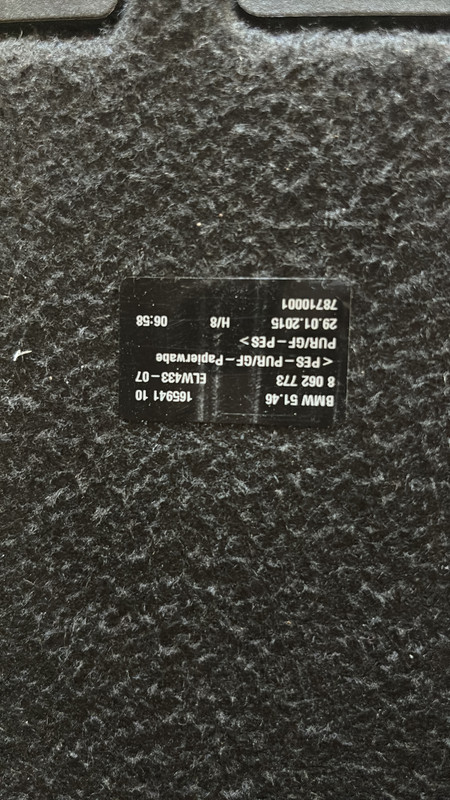 BMW 51.46 165941 10
8 062 773 ELW433-07
< PES-PUR/GF-Papierwabe
PUR/GF-PES>
29.01.2015 H/8 06:58
78710001